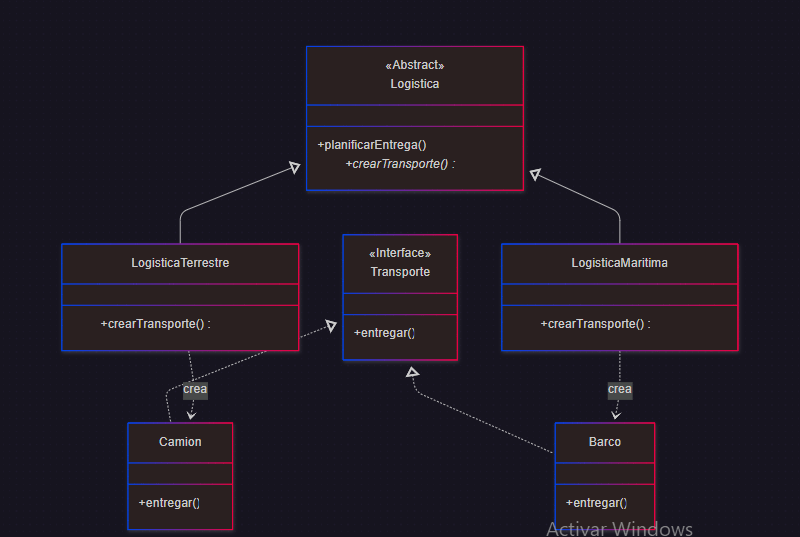 «Abstract»
Logistica
+planificarEntrega()
+crearTransporte() :
LogisticaTerrestre
+crearTransporte() :
«Interface»
Transporte
+entregar()
LogisticaMaritima
+crearTransporte() :
crea
crea
Camion
+entregar()
Barco
+entregar()
Activar Windows